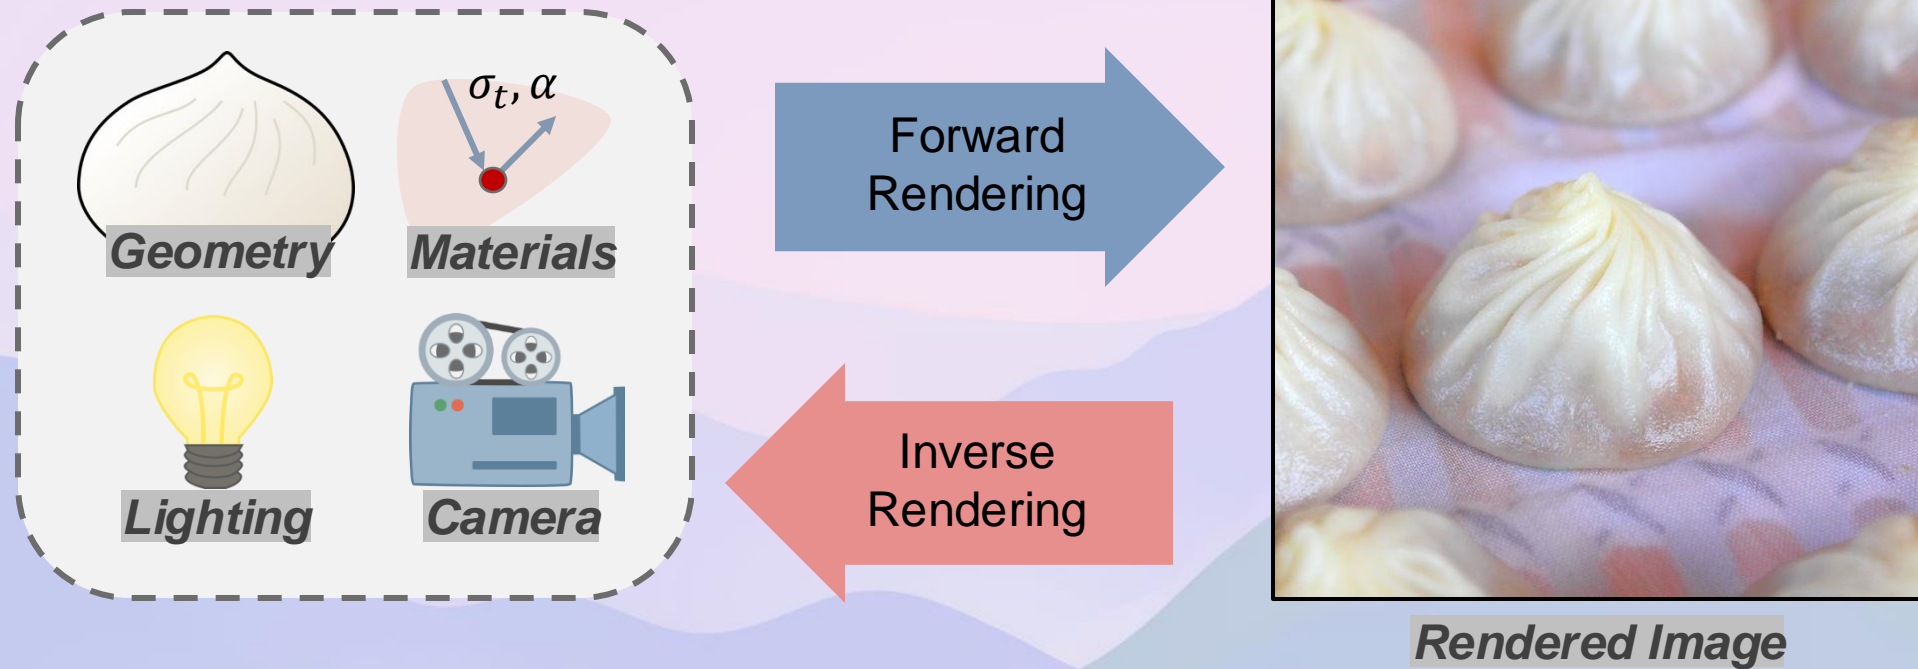 σₜ, α
Geometry
Materials
Lighting
Camera
Forward
Rendering
Inverse
Rendering
Rendered Image